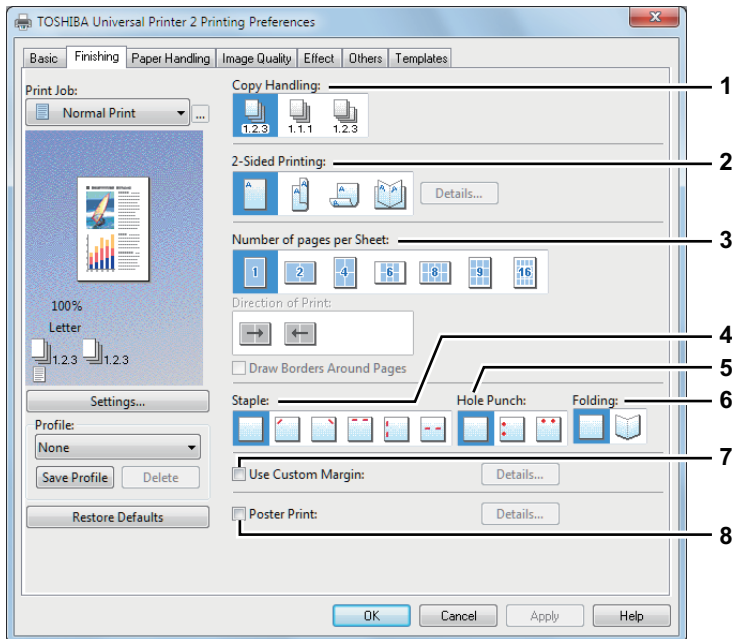 TOSHIBA Universal Printer 2 Printing Preferences
Basic Finishing Paper Handling Image Quality Effect Others Templates
Print Job:
Normal Print
...
100%
Letter
1.2.3 1.2.3
Settings...
Profile:
None
Save Profile Delete
Restore Defaults
Copy Handling:
1.2.3 1.1.1 1.2.3
2-Sided Printing:
A A A A A
Details...
Number of pages per Sheet:
1 2 4 6 8 9 16
Direction of Print:
Draw Borders Around Pages
Staple: Hole Punch: Folding:
Use Custom Margin: Details...
Poster Print: Details...
OK Cancel Apply Help
1
2
3
4
5
6
7
8